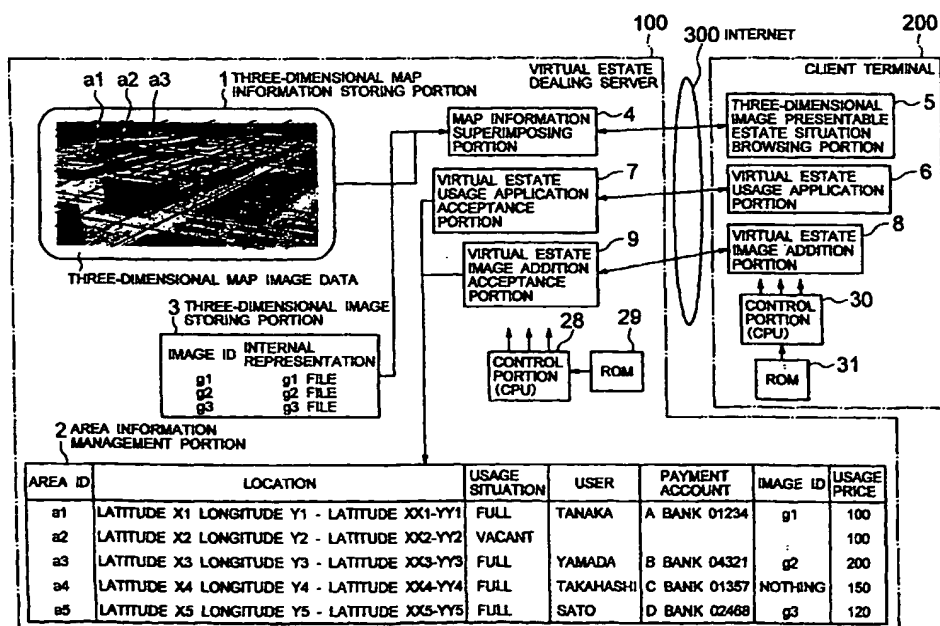 100
300 INTERNET
200
a1 a2 a3
1 THREE-DIMENSIONAL MAP
INFORMATION STORING PORTION
VIRTUAL ESTATE
DEALING SERVER
CLIENT TERMINAL
4
MAP INFORMATION
SUPERIMPOSING
PORTION
5
THREE-DIMENSIONAL
IMAGE PRESENTABLE
ESTATE SITUATION
BROWSING PORTION
7
VIRTUAL ESTATE
USAGE APPLICATION
ACCEPTANCE
PORTION
6
VIRTUAL ESTATE
USAGE APPLICATION
PORTION
9
VIRTUAL ESTATE
IMAGE ADDITION
ACCEPTANCE
PORTION
8
VIRTUAL ESTATE
IMAGE ADDITION
PORTION
THREE-DIMENSIONAL MAP IMAGE DATA
3 THREE-DIMENSIONAL IMAGE
STORING PORTION
IMAGE ID INTERNAL
REPRESENTATION
g1 g1 FILE
g2 g2 FILE
g3 g3 FILE
28
CONTROL
PORTION
(CPU)
29
ROM
30
CONTROL
PORTION
(CPU)
31
ROM
2 AREA INFORMATION
MANAGEMENT PORTION
AREA ID LOCATION USAGE SITUATION USER PAYMENT ACCOUNT IMAGE ID USAGE PRICE
a1 LATITUDE X1 LONGITUDE Y1 - LATITUDE XX1-YY1 FULL TANAKA A BANK 01234 g1 100
a2 LATITUDE X2 LONGITUDE Y2 - LATITUDE XX2-YY2 VACANT 100
a3 LATITUDE X3 LONGITUDE Y3 - LATITUDE XX3-YY3 FULL YAMADA B BANK 04321 g2 200
a4 LATITUDE X4 LONGITUDE Y4 - LATITUDE XX4-YY4 FULL TAKAHASHI C BANK 01357 NOTHING 150
a5 LATITUDE X5 LONGITUDE Y5 - LATITUDE XX5-YY5 FULL SATO D BANK 02468 g3 120